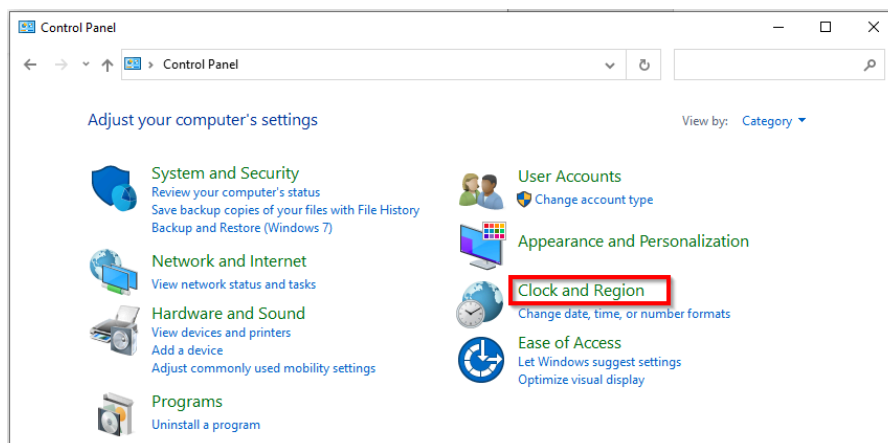 Control Panel
Control Panel
Adjust your computer's settings
View by: Category
System and Security
Review your computer's status
Save backup copies of your files with File History
Backup and Restore (Windows 7)
Network and Internet
View network status and tasks
Hardware and Sound
View devices and printers
Add a device
Adjust commonly used mobility settings
Programs
Uninstall a program
User Accounts
Change account type
Appearance and Personalization
Clock and Region
Change date, time, or number formats
Ease of Access
Let Windows suggest settings
Optimize visual display